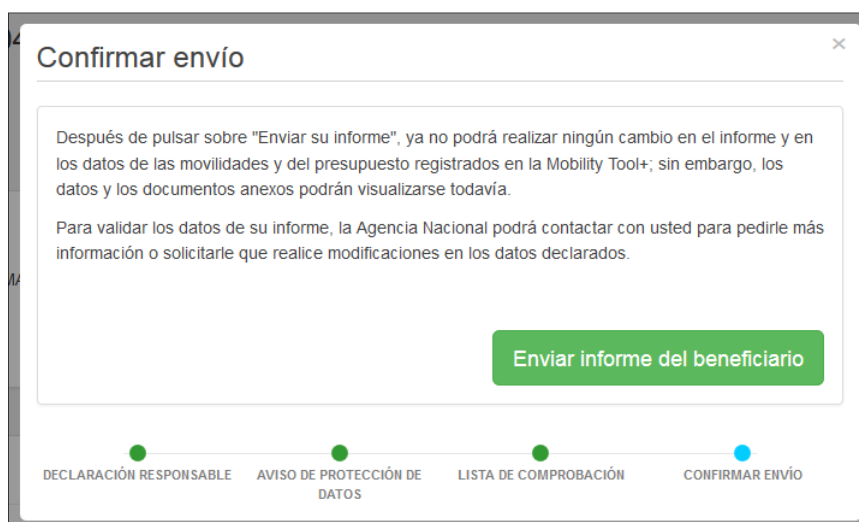 Confirmar envío
×
Después de pulsar sobre "Enviar su informe", ya no podrá realizar ningún cambio en el informe y en
los datos de las movilidades y del presupuesto registrados en la Mobility Tool+; sin embargo, los
datos y los documentos anexos podrán visualizarse todavía.
Para validar los datos de su informe, la Agencia Nacional podrá contactar con usted para pedirle más
información o solicitarle que realice modificaciones en los datos declarados.
Enviar informe del beneficiario
DECLARACIÓN RESPONSABLE
AVISO DE PROTECCIÓN DE
DATOS
LISTA DE COMPROBACIÓN
CONFIRMAR ENVÍO